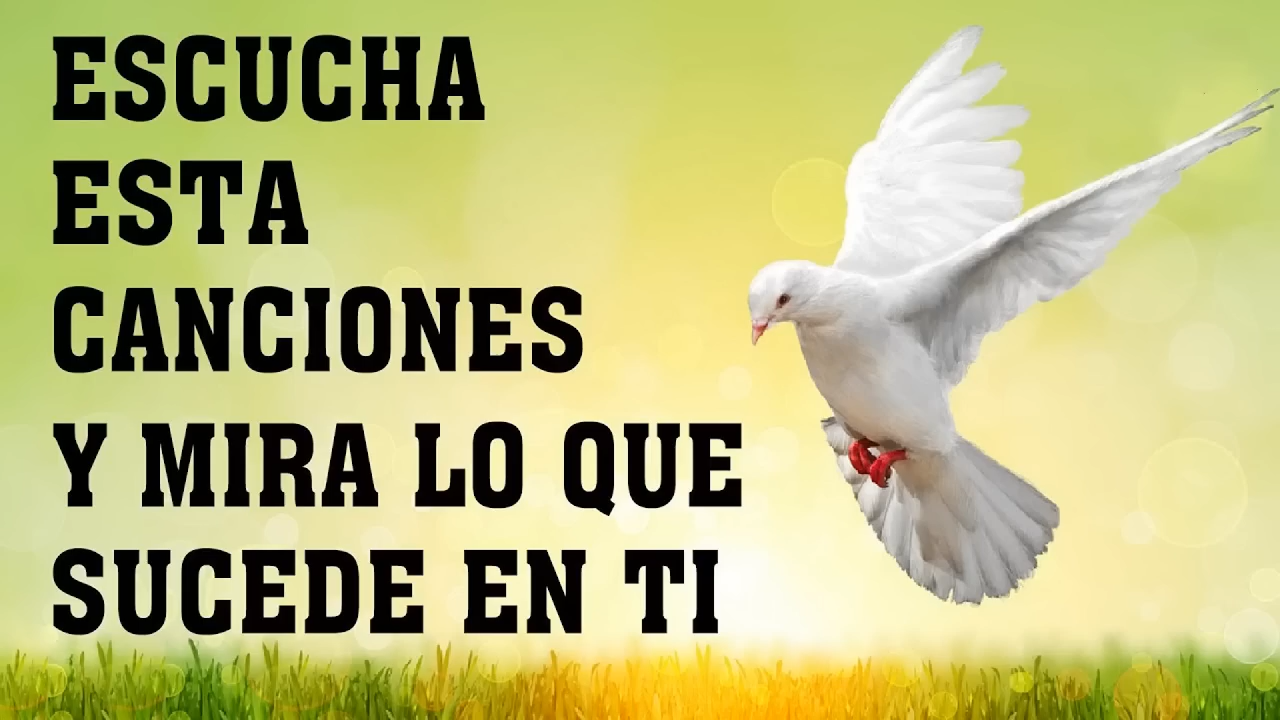 ESCUCHA
ESTA
CANCIONES
Y MIRA LO QUE
SUCEDE EN TI